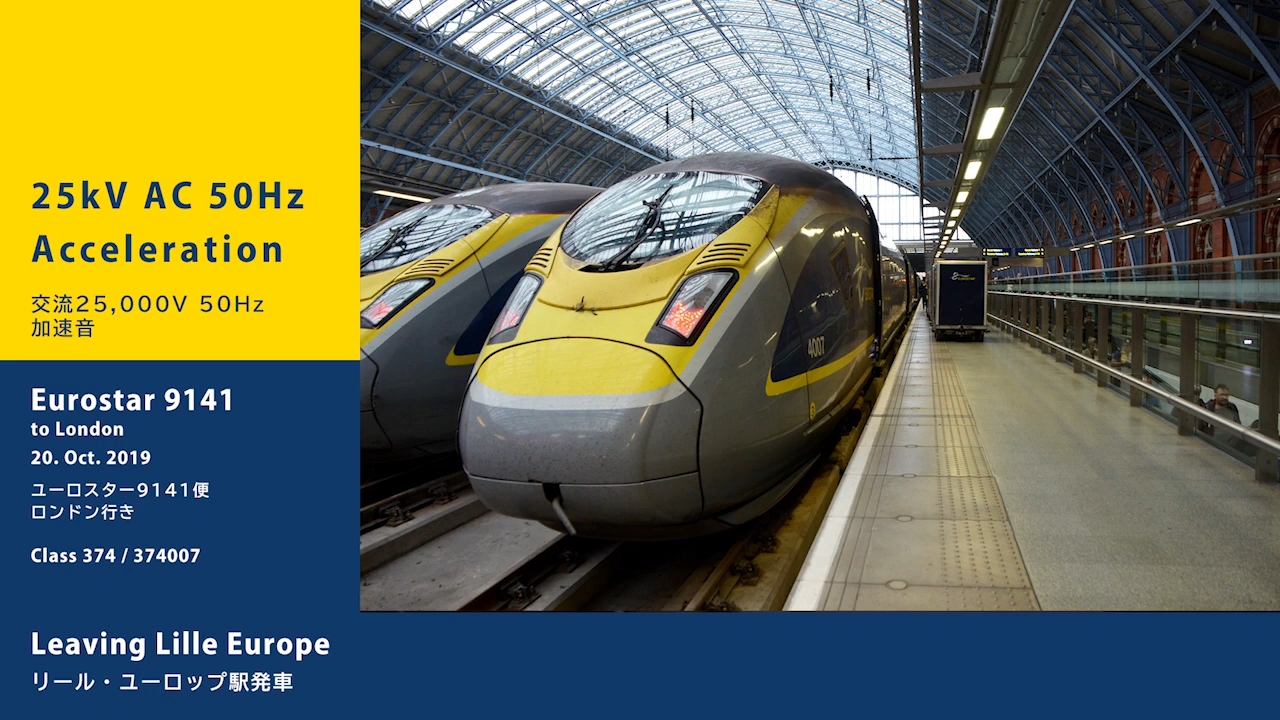 25kV AC 50Hz
Acceleration
交流25,000V 50Hz
加速音
Eurostar 9141
to London
20. Oct. 2019
ユーロスター9141便
ロンドン行き
Class 374 / 374007
Leaving Lille Europe
リール・ユーロップ駅発車
4007